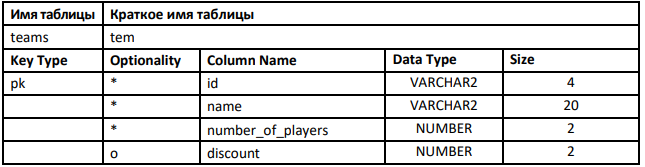 Имя таблицы Краткое имя таблицы
teams tem
Key Type Optionality Column Name Data Type Size
pk * id VARCHAR2 4
* name VARCHAR2 20
* number_of_players NUMBER 2
o discount NUMBER 2